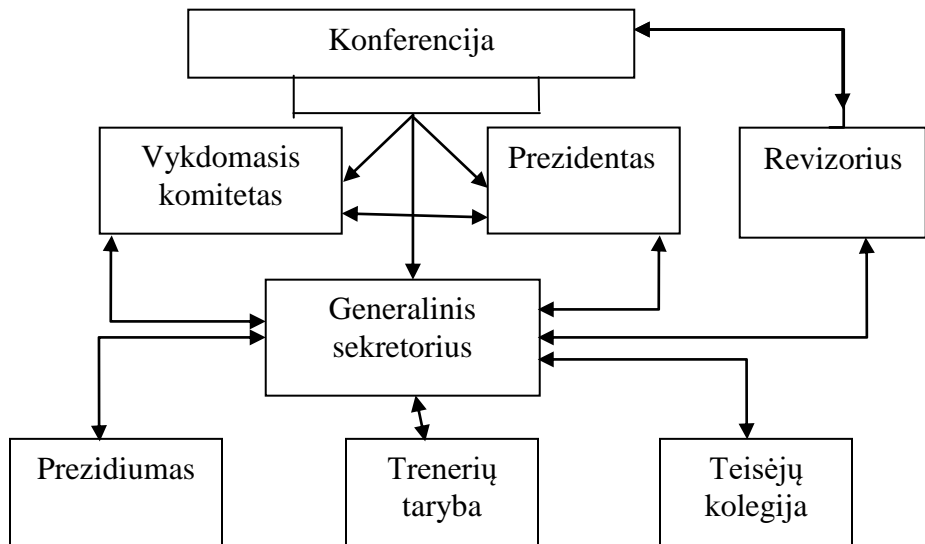 Konferencija
Vykdomasis
komitetas
Prezidentas
Revizorius
Generalinis
sekretorius
Prezidiumas
Trenerių
taryba
Teisėjų
kolegija